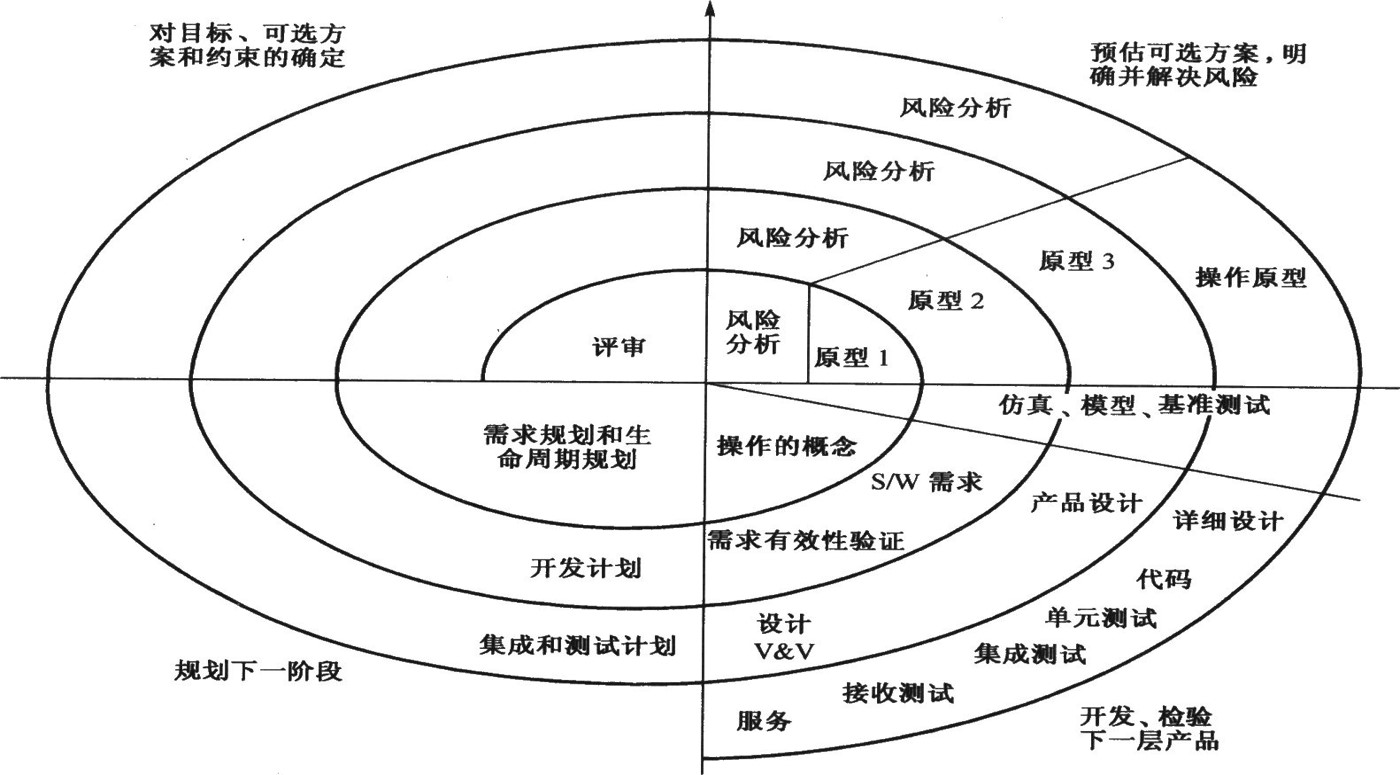 对目标、可选方
案和约束的确定
预估可选方案，明
确并解决风险
风险分析
风险分析
风险分析
风险
分析
评审
原型 1
原型 2
原型 3
操作原型
仿真、模型、基准测试
需求规划和生
命周期规划
操作的概念
S/W 需求
产品设计
详细设计
需求有效性验证
开发计划
代码
单元测试
设计
V&V
集成和测试计划
集成测试
规划下一阶段
接收测试
服务
开发、检验
下一层产品